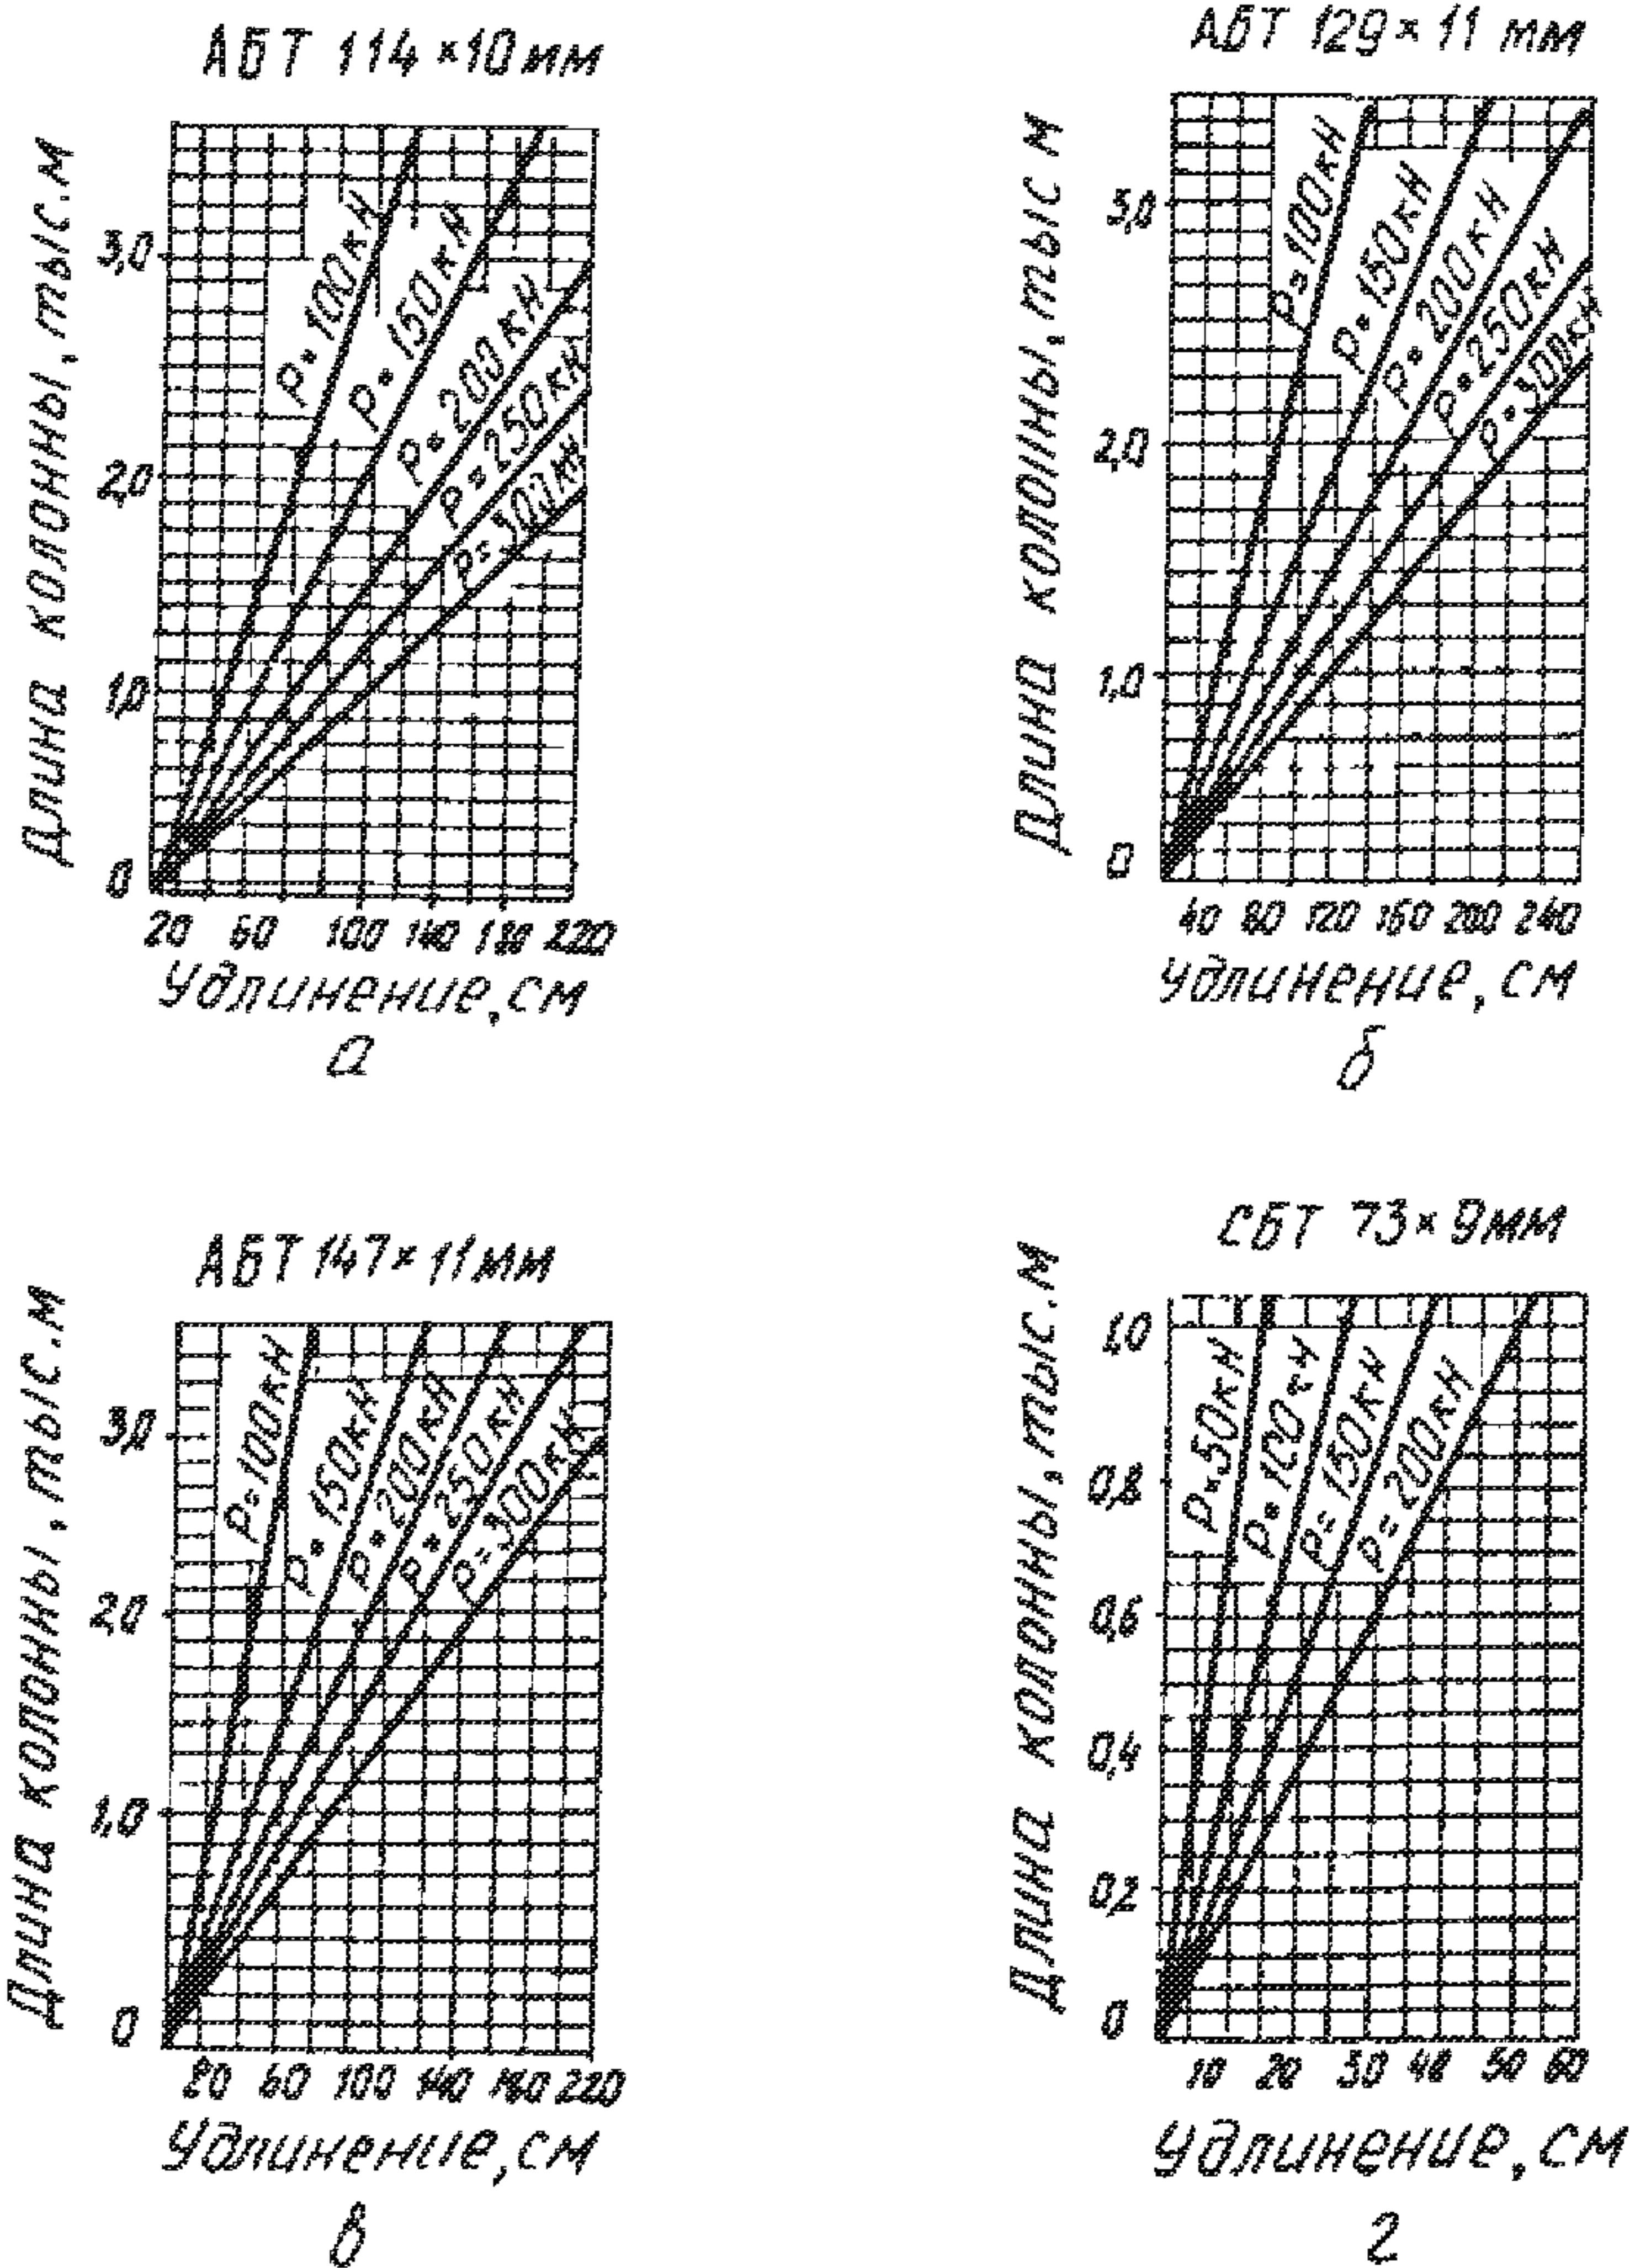 АБТ 114×10мм
Длина колонны, тыс.м
3,0
2,0
1,0
0
P=100кН
P=150кН
P=200кН
P=250кН
P=300кН
20 60 100 140 180 220
Удлинение, см
а
АБТ 129×11 мм
Длина колонны, тыс м
3,0
2,0
1,0
0
P=100кН
P=150кН
P=200кН
P=250кН
P=300кН
40 80 120 160 200 240
Удлинение, см
б
АБТ 147×11мм
Длина колонны, тыс.м
3,0
2,0
1,0
0
P=100кН
P=150кН
P=200кН
P=250кН
P=300кН
20 60 100 140 180 220
Удлинение, см
в
СБТ 73×9мм
Длина колонны, тыс.м
1.0
0,8
0,6
0,4
0,2
0
P=50кН
P=100кН
P=150кН
P=200кН
10 20 30 40 50 60
Удлинение, см
г